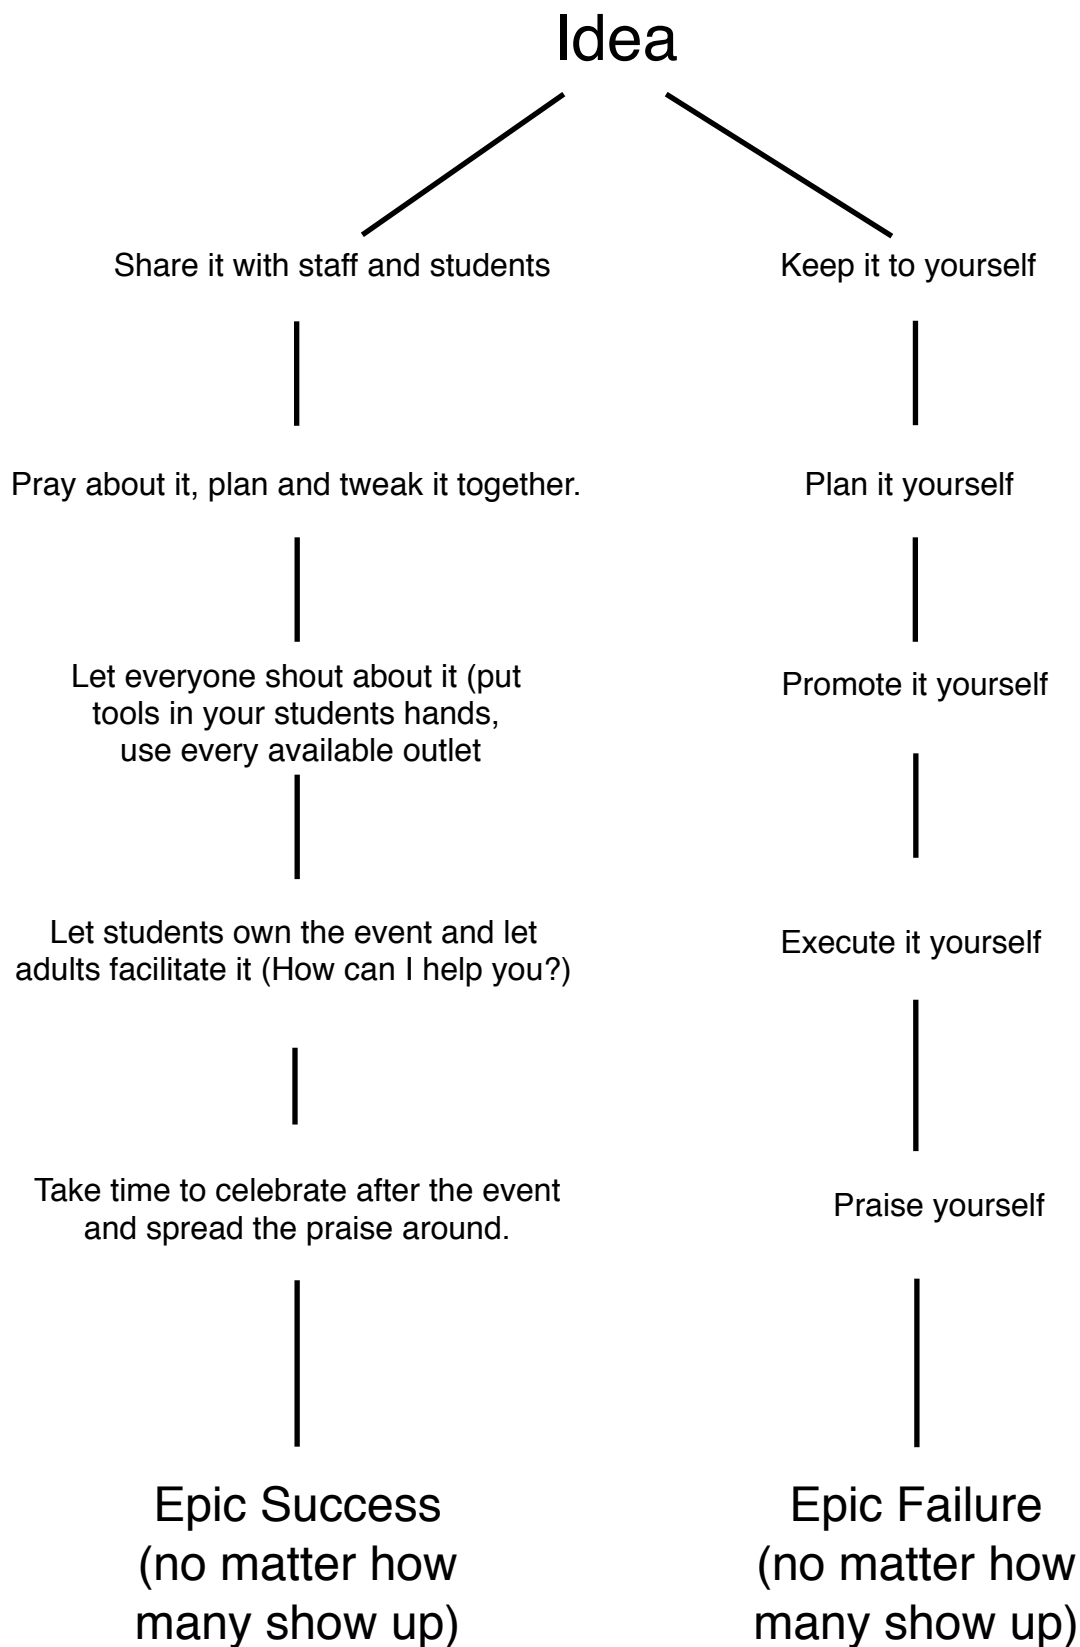 Idea
Share it with staff and students
Keep it to yourself
Pray about it, plan and tweak it together.
Plan it yourself
Let everyone shout about it (put
tools in your students hands,
use every available outlet
Promote it yourself
Let students own the event and let
adults facilitate it (How can I help you?)
Execute it yourself
Take time to celebrate after the event
and spread the praise around.
Praise yourself
Epic Success
(no matter how
many show up)
Epic Failure
(no matter how
many show up)